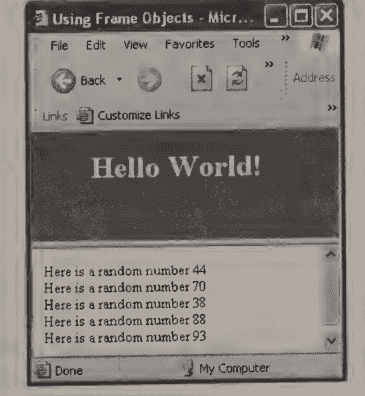 Using Frame Objects - Micr...
File Edit View Favorites Tools »
Back » Address
Links Customize Links »
Hello World!
Here is a random number 44
Here is a random number 70
Here is a random number 38
Here is a random number 88
Here is a random number 93
Done My Computer